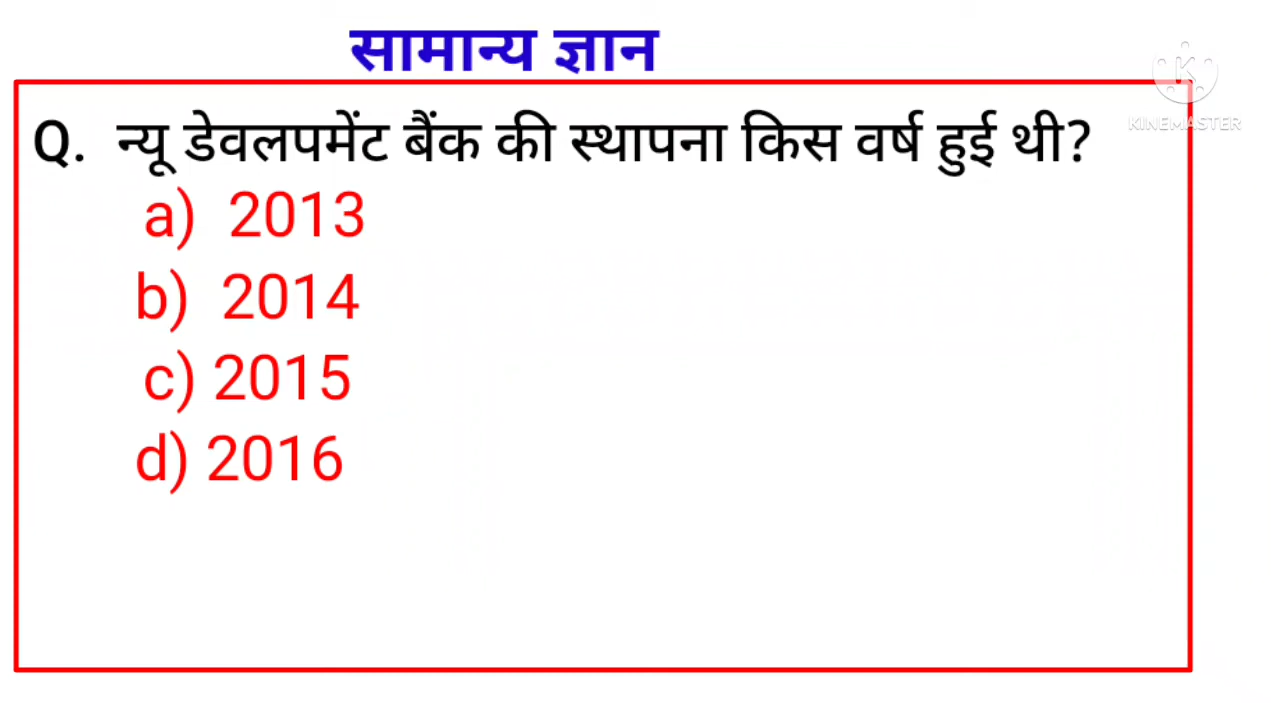 सामान्य ज्ञान
Q. न्यू डेवलपमेंट बैंक की स्थापना किस वर्ष हुई थी?
a) 2013
b) 2014
c) 2015
d) 2016
K
KINEMASTER